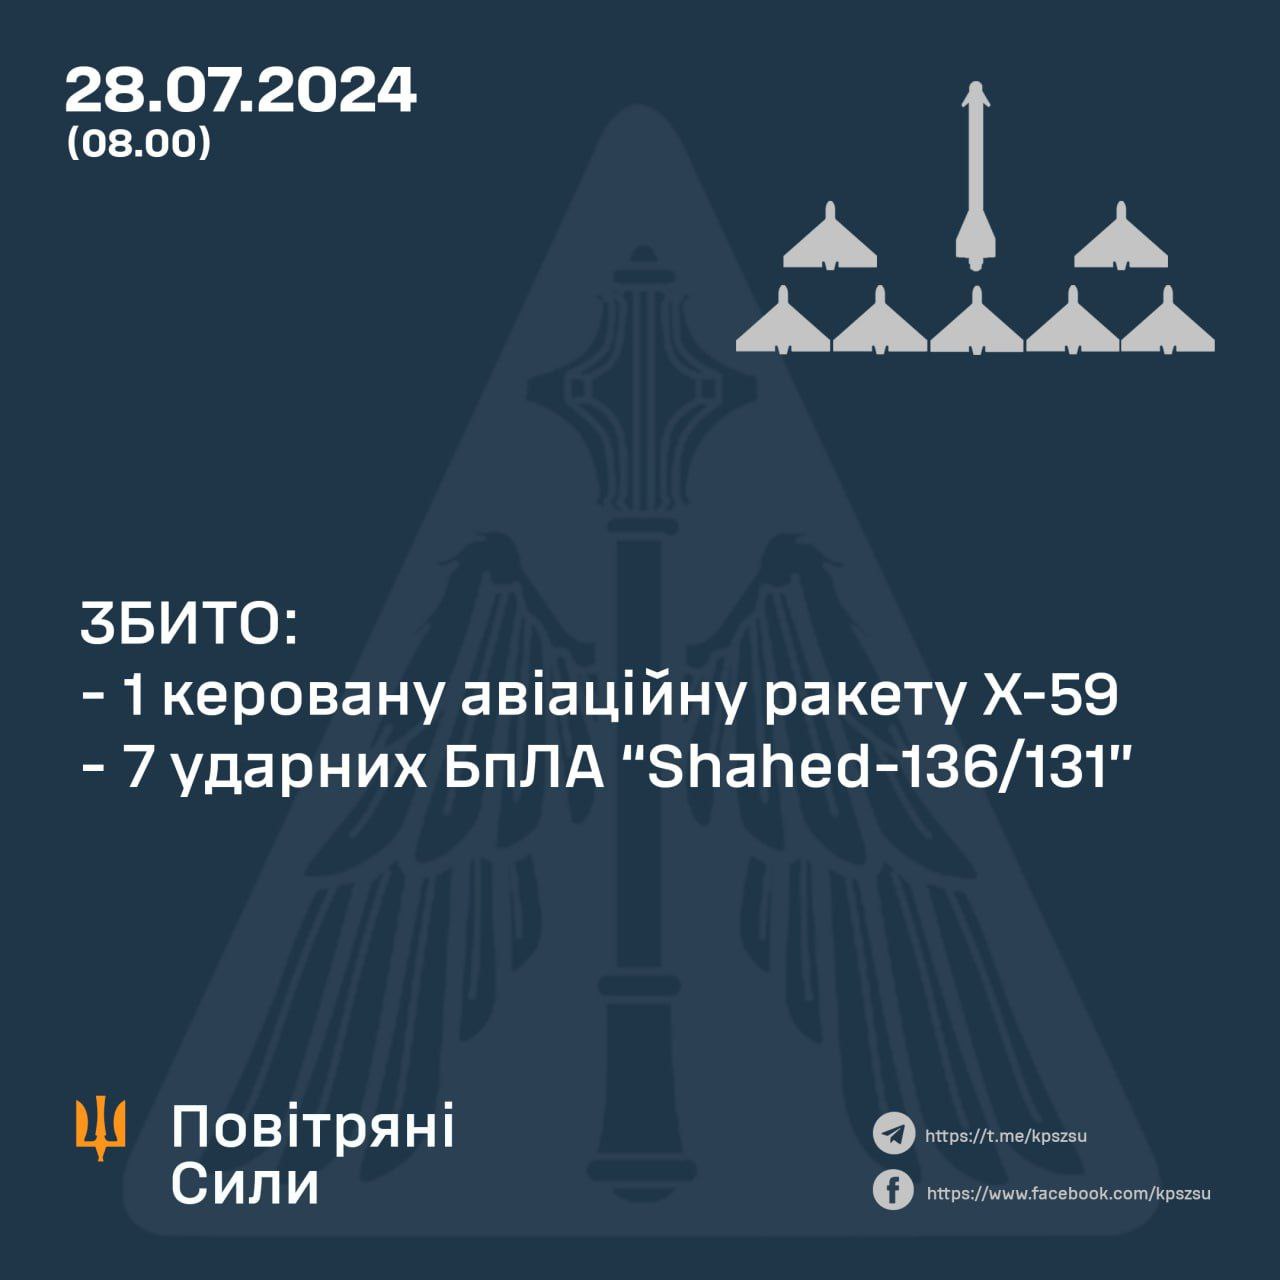 28.07.2024
(08.00)
ЗБИТО:
- 1 керовану авіаційну ракету Х-59
- 7 ударних БпЛА “Shahed-136/131”
Повітряні
Сили
https://t.me/kpszsu
https://www.facebook.com/kpszsu